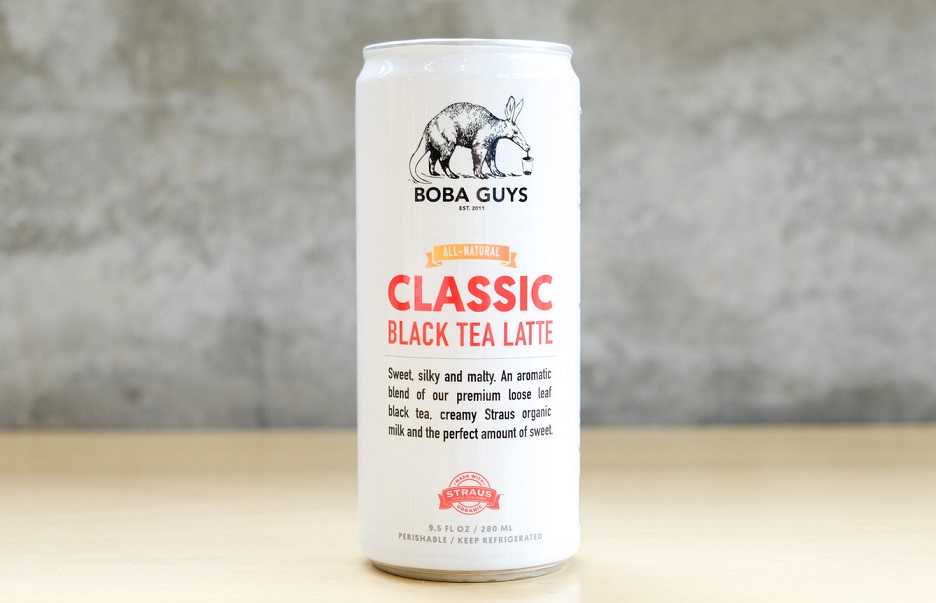 BOBA GUYS
EST. 2011
ALL-NATURAL
CLASSIC
BLACK TEA LATTE
Sweet, silky and malty. An aromatic
blend of our premium loose leaf
black tea, creamy Straus organic
milk and the perfect amount of sweet.
MADE WITH
STRAUS
ORGANIC
9.5 FL OZ / 280 ML
PERISHABLE / KEEP REFRIGERATED